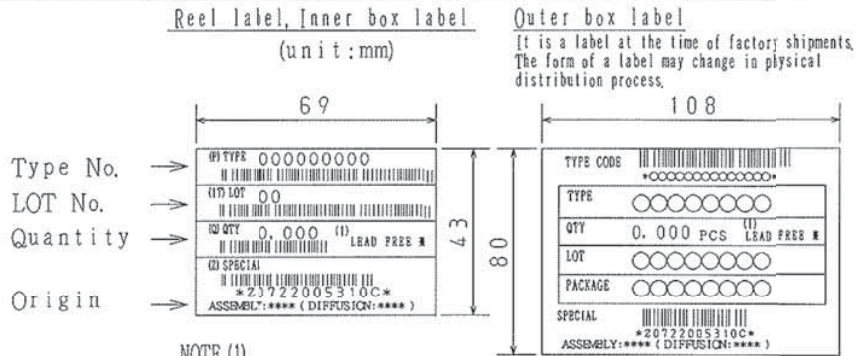 Reel label, Inner box label
(unit:mm)
Outer box label
It is a label at the time of factory shipments.
The form of a label may change in physical
distribution process.
69
108
Type No.
LOT No.
Quantity
Origin
(P) TYPE 000000000
(1T) LOT 00
(Q) QTY 0.000 (1) LEAD FREE *
(Z) SPECIAL
*Z0722005310C*
ASSEMBLY:**** (DIFFUSION:****)
43
80
TYPE CODE
*○○○○○○○○○○○○○*
TYPE ○○○○○○○○
QTY 0.000 PCS (1) LEAD FREE *
LOT ○○○○○○○○
PACKAGE ○○○○○○○○
SPECIAL
*Z0722005310C*
ASSEMBLY:**** (DIFFUSION:****)
NOTE (1)